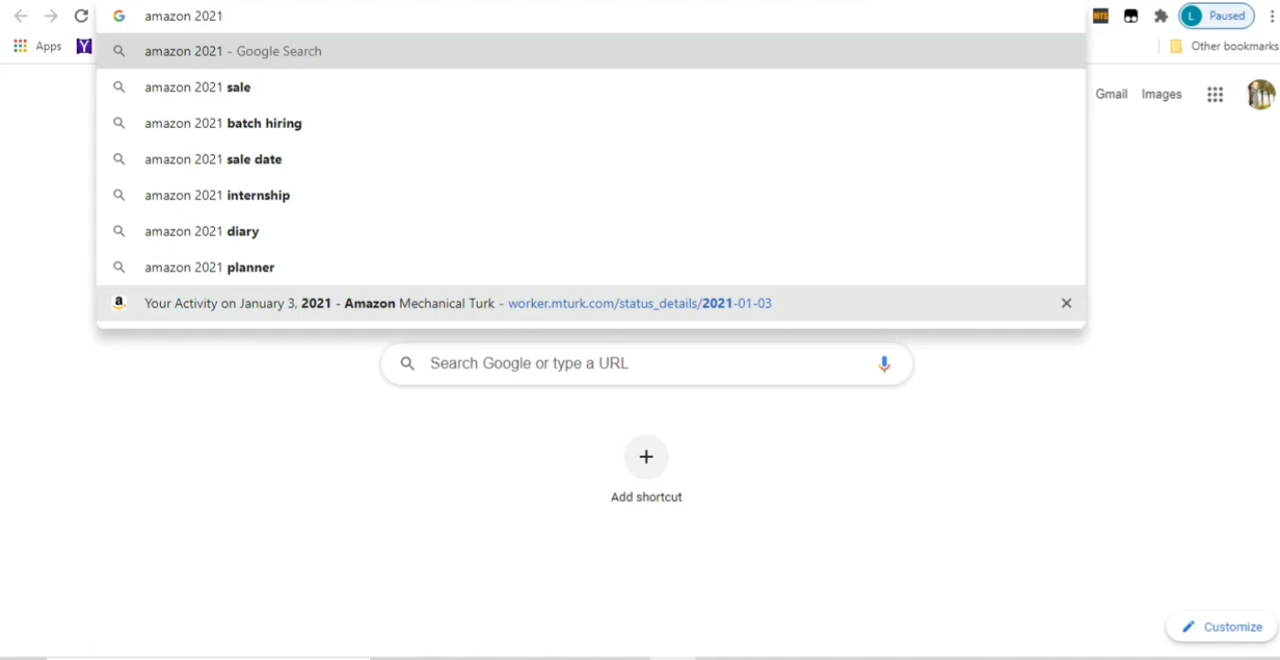 amazon 2021
MTS
L Paused
Apps
Y
Other bookmarks
amazon 2021 - Google Search
amazon 2021 sale
amazon 2021 batch hiring
amazon 2021 sale date
amazon 2021 internship
amazon 2021 diary
amazon 2021 planner
a Your Activity on January 3, 2021 - Amazon Mechanical Turk - worker.mturk.com/status_details/2021-01-03
Gmail Images
Search Google or type a URL
Add shortcut
Customize